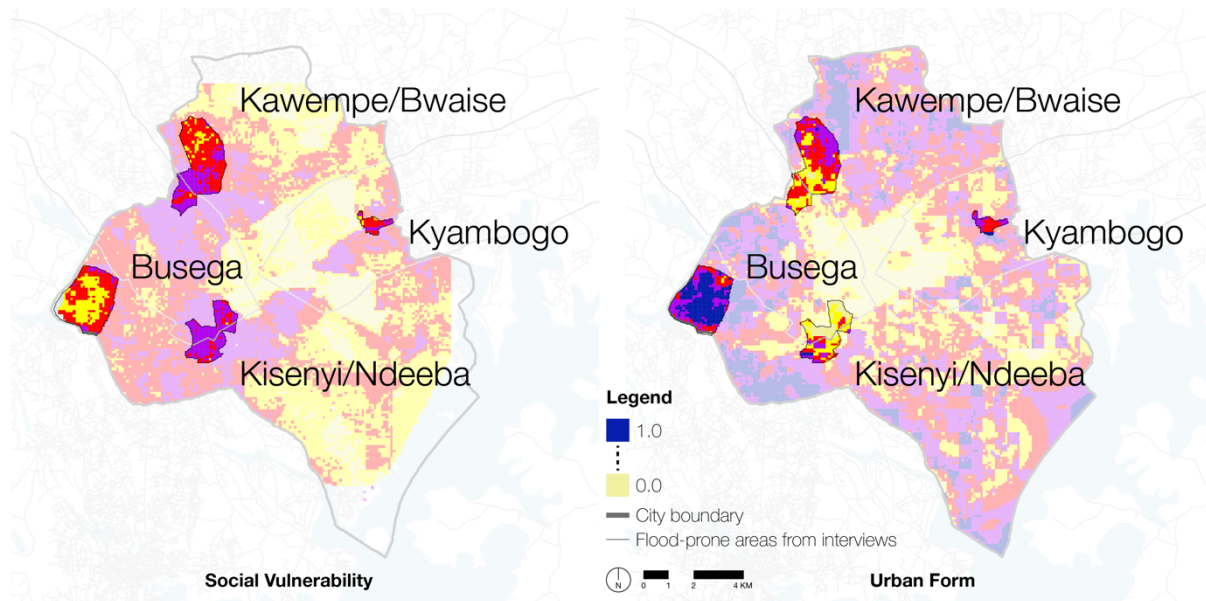 Kawempe/Bwaise
Kyambogo
Busega
Kisenyi/Ndeeba
Social Vulnerability
Kawempe/Bwaise
Kyambogo
Busega
Kisenyi/Ndeeba
Legend
1.0
0.0
City boundary
Flood-prone areas from interviews
N
0 1 2 4 KM
Urban Form